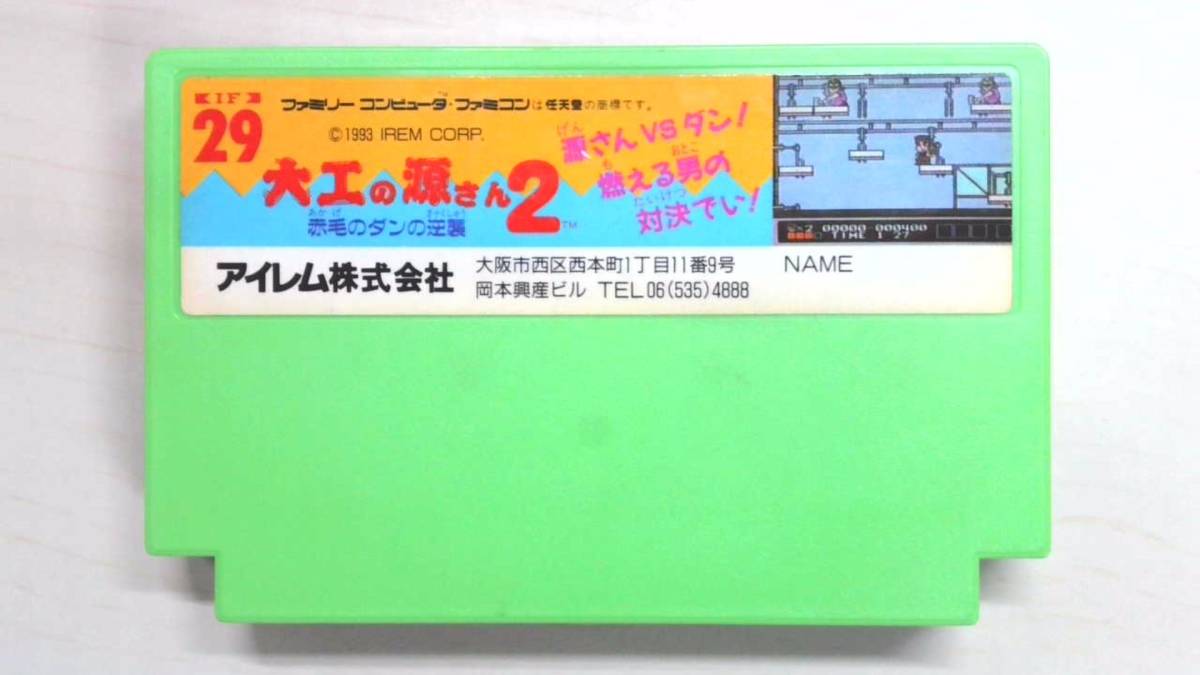 IF
29
ファミリー コンピュータ・ファミコンは任天堂の商標です。
©1993 IREM CORP.
大工の源さん2™
あかげ ぎゃくしゅう
赤毛のダンの逆襲
げん
源さんVSダン!
も おとこ
燃える男の
たいけつ
対決でい!
×2 00000 000400
TIME 1 27
アイレム株式会社
大阪市西区西本町1丁目11番9号
岡本興産ビル TEL06(535)4888
NAME